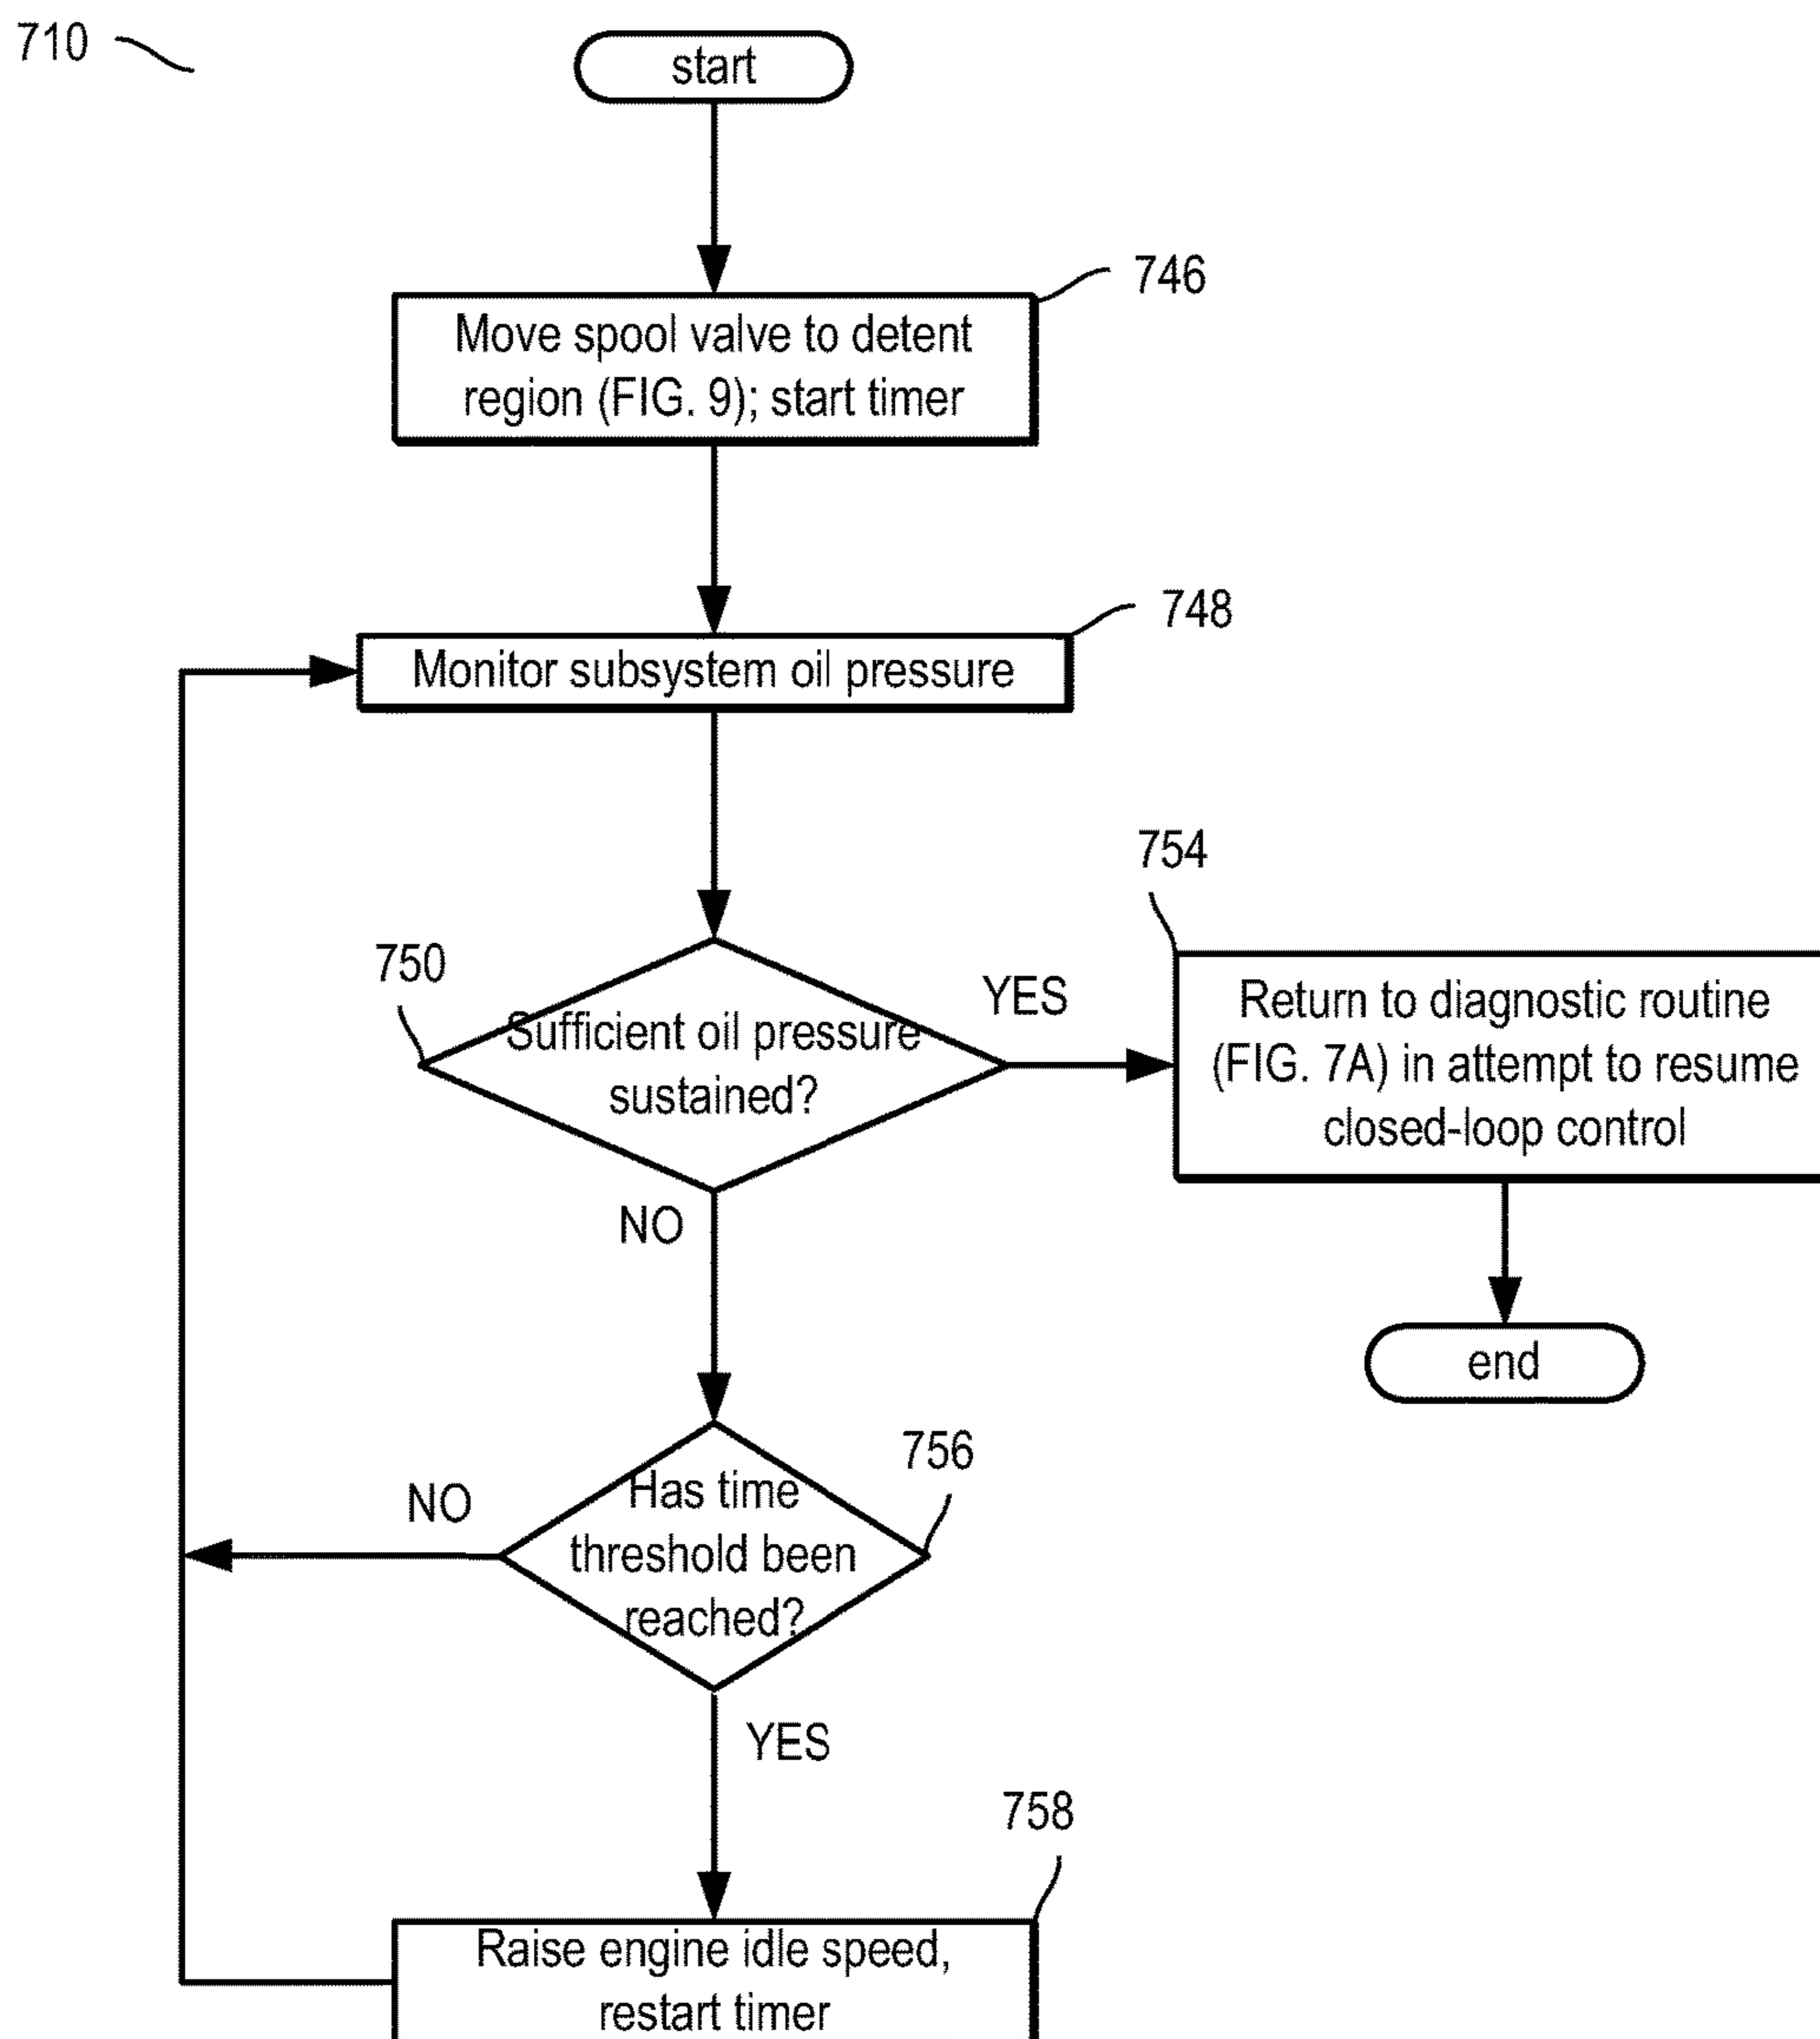 710
start
746
Move spool valve to detent
region (FIG. 9); start timer
748
Monitor subsystem oil pressure
754
750
YES
Return to diagnostic routine
(FIG. 7A) in attempt to resume
closed-loop control
Sufficient oil pressure
sustained?
NO
end
756
NO
Has time
threshold been
reached?
YES
758
Raise engine idle speed,
restart timer